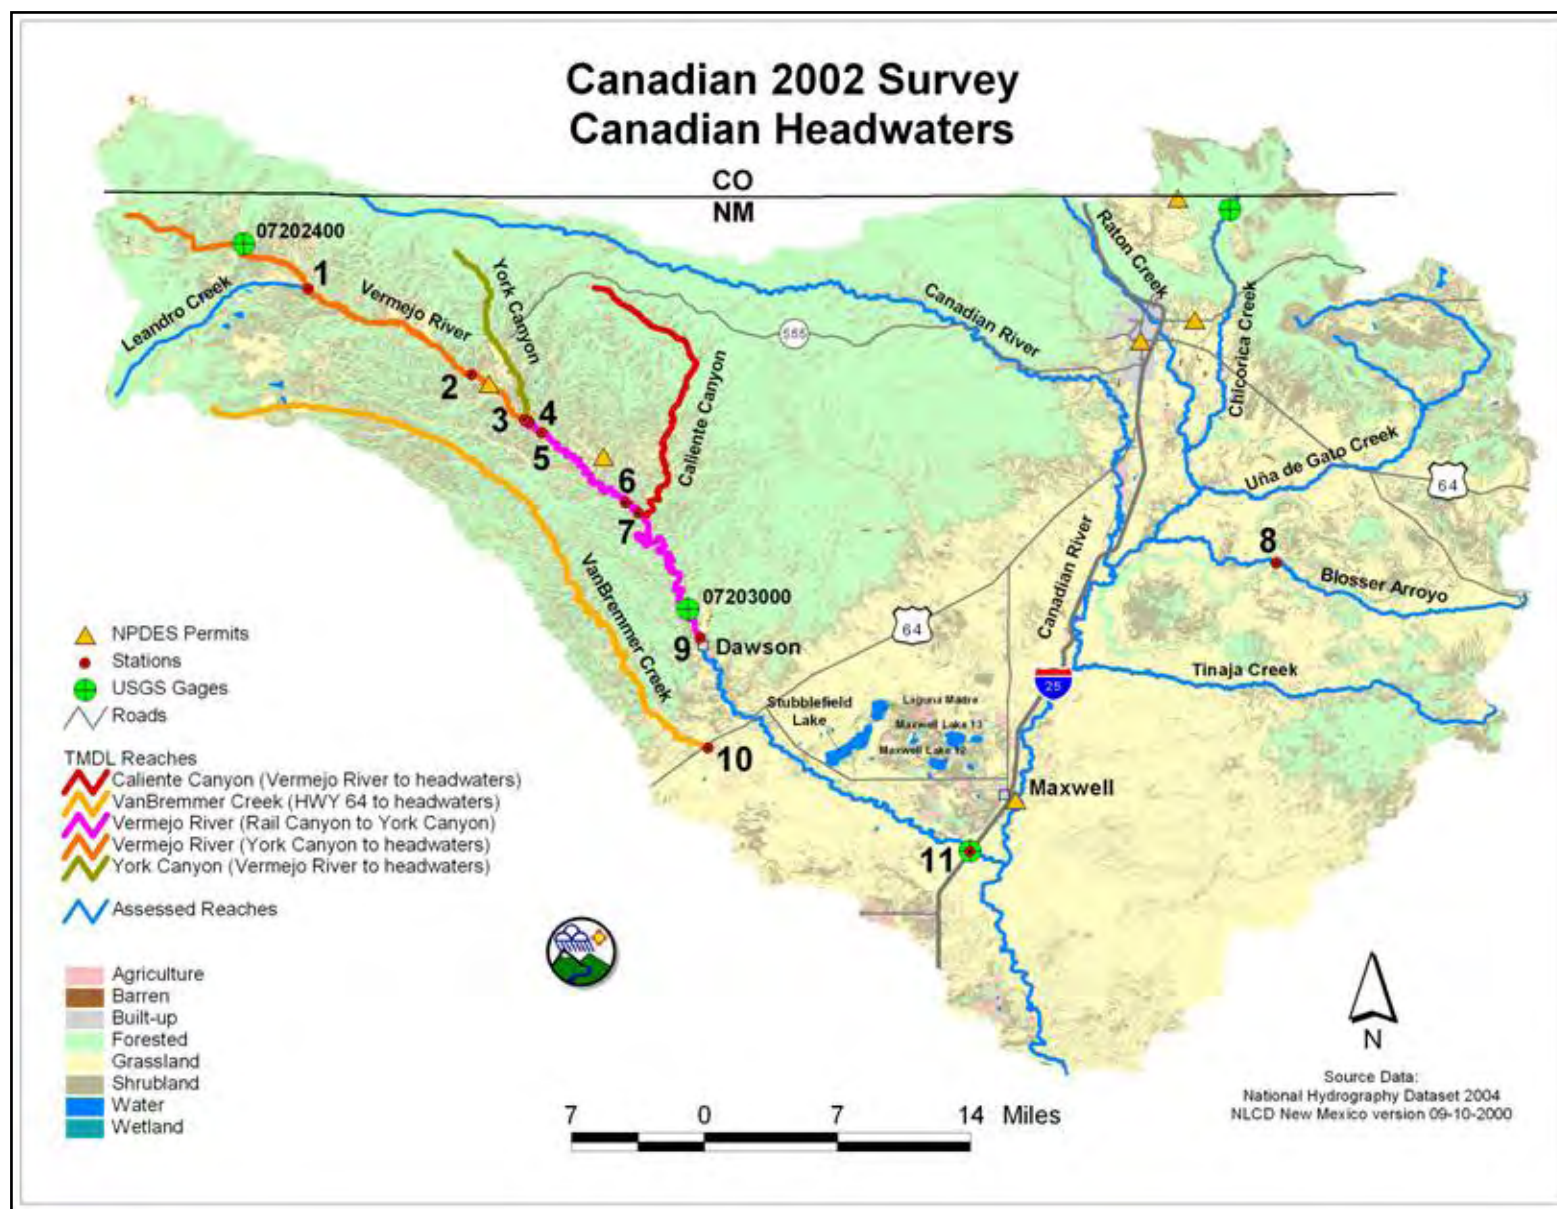 Canadian 2002 Survey
Canadian Headwaters
CO
NM
07202400
1
Leandro Creek
Vermejo River
York Canyon
555
Canadian River
Raton Creek
Chicorica Creek
2
3
4
5
Caliente Canyon
6
7
Uña de Gato Creek
64
8
Blosser Arroyo
VanBremmer Creek
07203000
9
Dawson
64
Canadian River
25
Tinaja Creek
Stubblefield
Lake
Laguna Madre
Maxwell Lake 13
Maxwell Lake 12
10
Maxwell
11
NPDES Permits
Stations
USGS Gages
Roads
TMDL Reaches
Caliente Canyon (Vermejo River to headwaters)
VanBremmer Creek (HWY 64 to headwaters)
Vermejo River (Rail Canyon to York Canyon)
Vermejo River (York Canyon to headwaters)
York Canyon (Vermejo River to headwaters)
Assessed Reaches
Agriculture
Barren
Built-up
Forested
Grassland
Shrubland
Water
Wetland
7 0 7 14 Miles
N
Source Data:
National Hydrography Dataset 2004
NLCD New Mexico version 09-10-2000